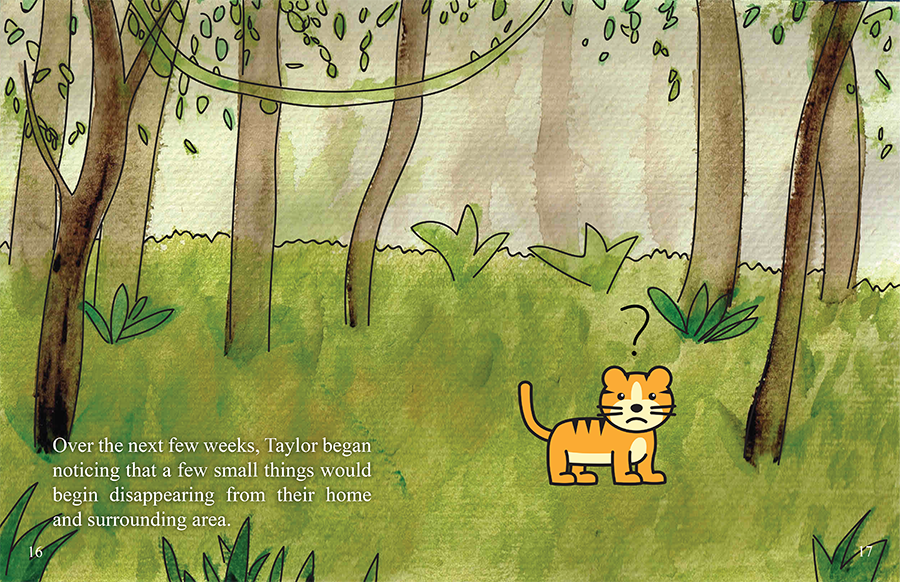 ?
Over the next few weeks, Taylor began
noticing that a few small things would
begin disappearing from their home
and surrounding area.
16
17